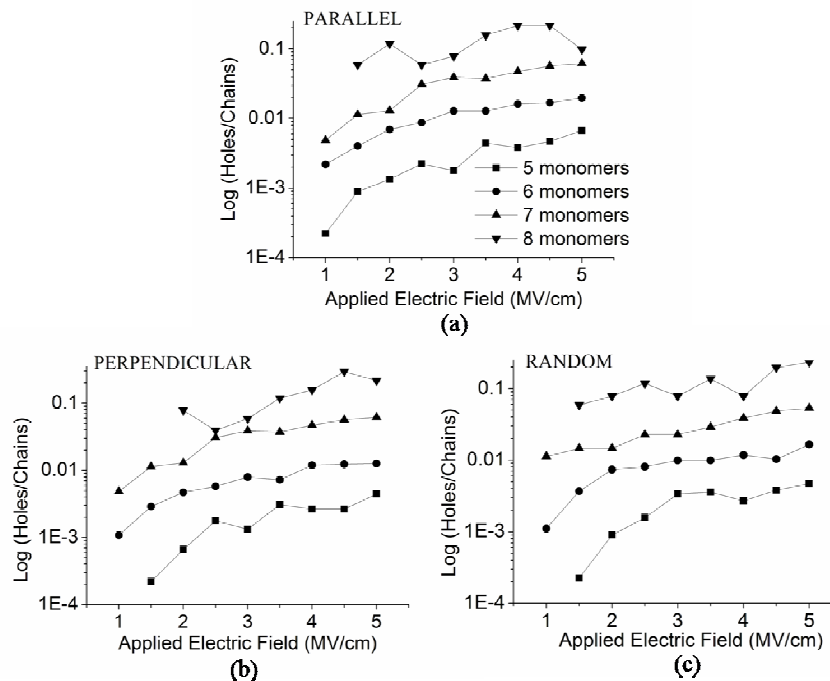 PARALLEL
Log (Holes/Chains)
0.1
0.01
1E-3
1E-4
5 monomers
6 monomers
7 monomers
8 monomers
1 2 3 4 5
Applied Electric Field (MV/cm)
(a)
PERPENDICULAR
Log (Holes/Chains)
0.1
0.01
1E-3
1E-4
1 2 3 4 5
Applied Electric Field (MV/cm)
(b)
RANDOM
Log (Holes/Chains)
0.1
0.01
1E-3
1E-4
1 2 3 4 5
Applied Electric Field (MV/cm)
(c)